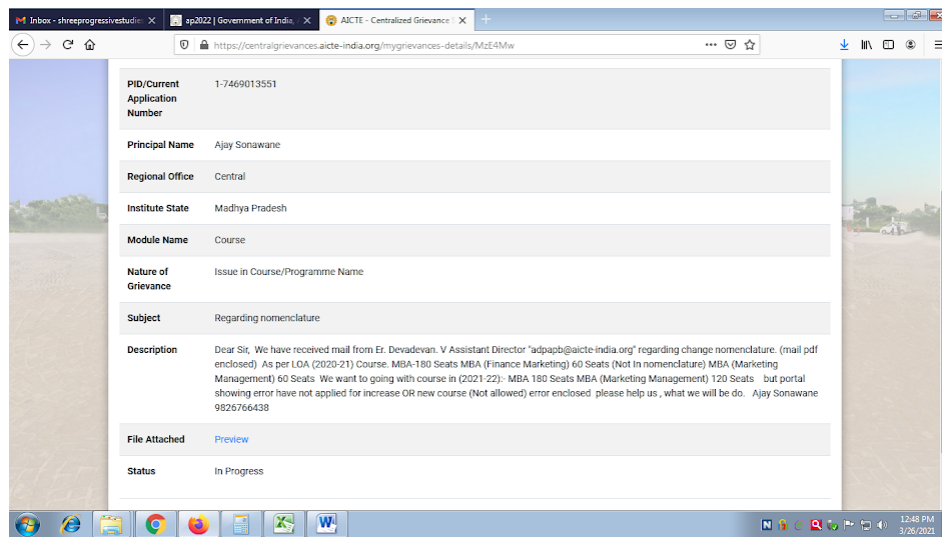 Inbox - shreeprogressivestudie
ap2022 | Government of India,
AICTE - Centralized Grievance S
https://centralgrievances.aicte-india.org/mygrievances-details/MzE4Mw
PID/Current Application Number
1-7469013551
Principal Name
Ajay Sonawane
Regional Office
Central
Institute State
Madhya Pradesh
Module Name
Course
Nature of Grievance
Issue in Course/Programme Name
Subject
Regarding nomenclature
Description
Dear Sir, We have received mail from Er. Devadevan. V Assistant Director "adpapb@aicte-india.org" regarding change nomenclature. (mail pdf
enclosed) As per LOA (2020-21) Course. MBA-180 Seats MBA (Finance Marketing) 60 Seats (Not In nomenclature) MBA (Marketing
Management) 60 Seats We want to going with course in (2021-22):- MBA 180 Seats MBA (Marketing Management) 120 Seats but portal
showing error have not applied for increase OR new course (Not allowed) error enclosed please help us , what we will be do. Ajay Sonawane
9826766438
File Attached
Preview
Status
In Progress
12:48 PM
3/26/2021